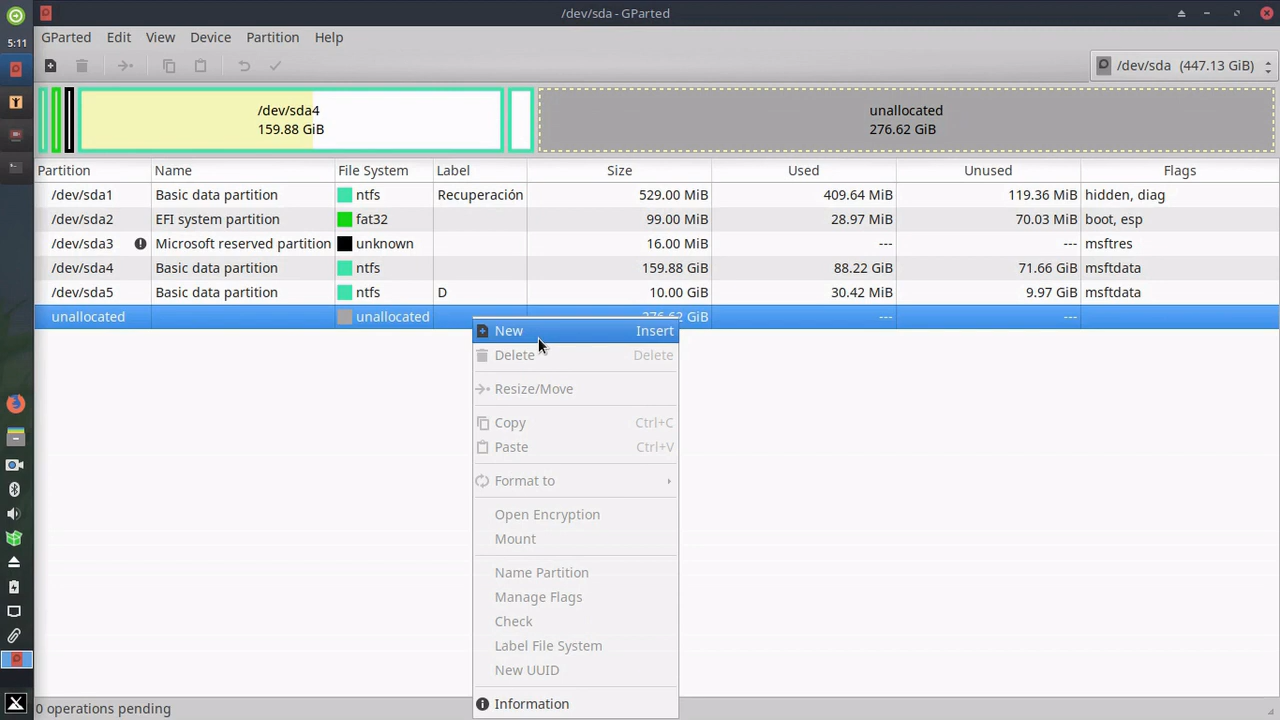 /dev/sda - GParted
5:11
GParted Edit View Device Partition Help
/dev/sda (447.13 GiB)
/dev/sda4
159.88 GiB
unallocated
276.62 GiB
Partition Name File System Label Size Used Unused Flags
/dev/sda1 Basic data partition ntfs Recuperación 529.00 MiB 409.64 MiB 119.36 MiB hidden, diag
/dev/sda2 EFI system partition fat32 99.00 MiB 28.97 MiB 70.03 MiB boot, esp
/dev/sda3 Microsoft reserved partition unknown 16.00 MiB --- --- msftres
/dev/sda4 Basic data partition ntfs 159.88 GiB 88.22 GiB 71.66 GiB msftdata
/dev/sda5 Basic data partition ntfs D 10.00 GiB 30.42 MiB 9.97 GiB msftdata
unallocated unallocated 276.62 GiB --- ---
New Insert
Delete Delete
Resize/Move
Copy Ctrl+C
Paste Ctrl+V
Format to
Open Encryption
Mount
Name Partition
Manage Flags
Check
Label File System
New UUID
Information
0 operations pending